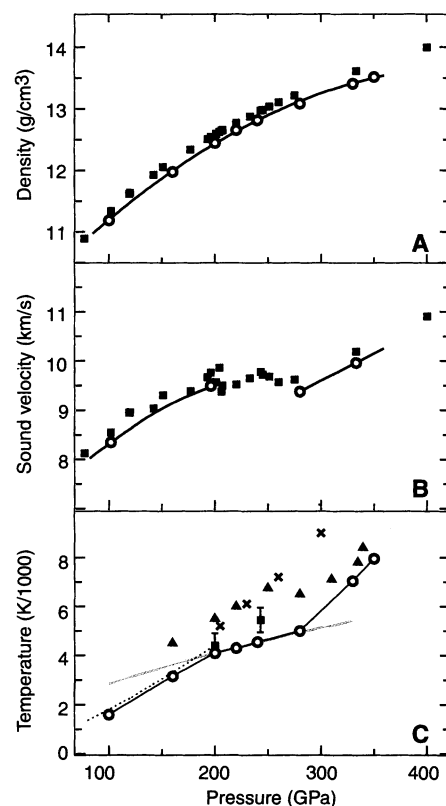 14
13
12
11
Density (g/cm3)
A
11
10
9
8
Sound velocity (km/s)
B
8
6
4
2
0
Temperature (K/1000)
C
100 200 300 400
Pressure (GPa)